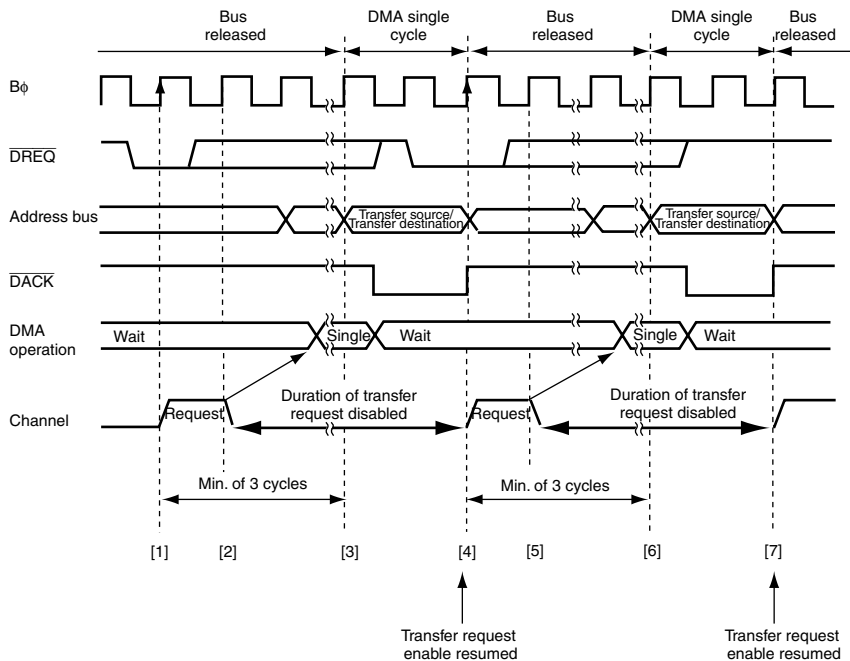 Bus
released
DMA single
cycle
Bus
released
DMA single
cycle
Bus
released
Bφ
DREQ
Address bus
Transfer source/
Transfer destination
Transfer source/
Transfer destination
DACK
DMA
operation
Wait
Single
Wait
Single
Wait
Channel
Request
Duration of transfer
request disabled
Request
Duration of transfer
request disabled
Min. of 3 cycles
Min. of 3 cycles
[1]
[2]
[3]
[4]
[5]
[6]
[7]
Transfer request
enable resumed
Transfer request
enable resumed